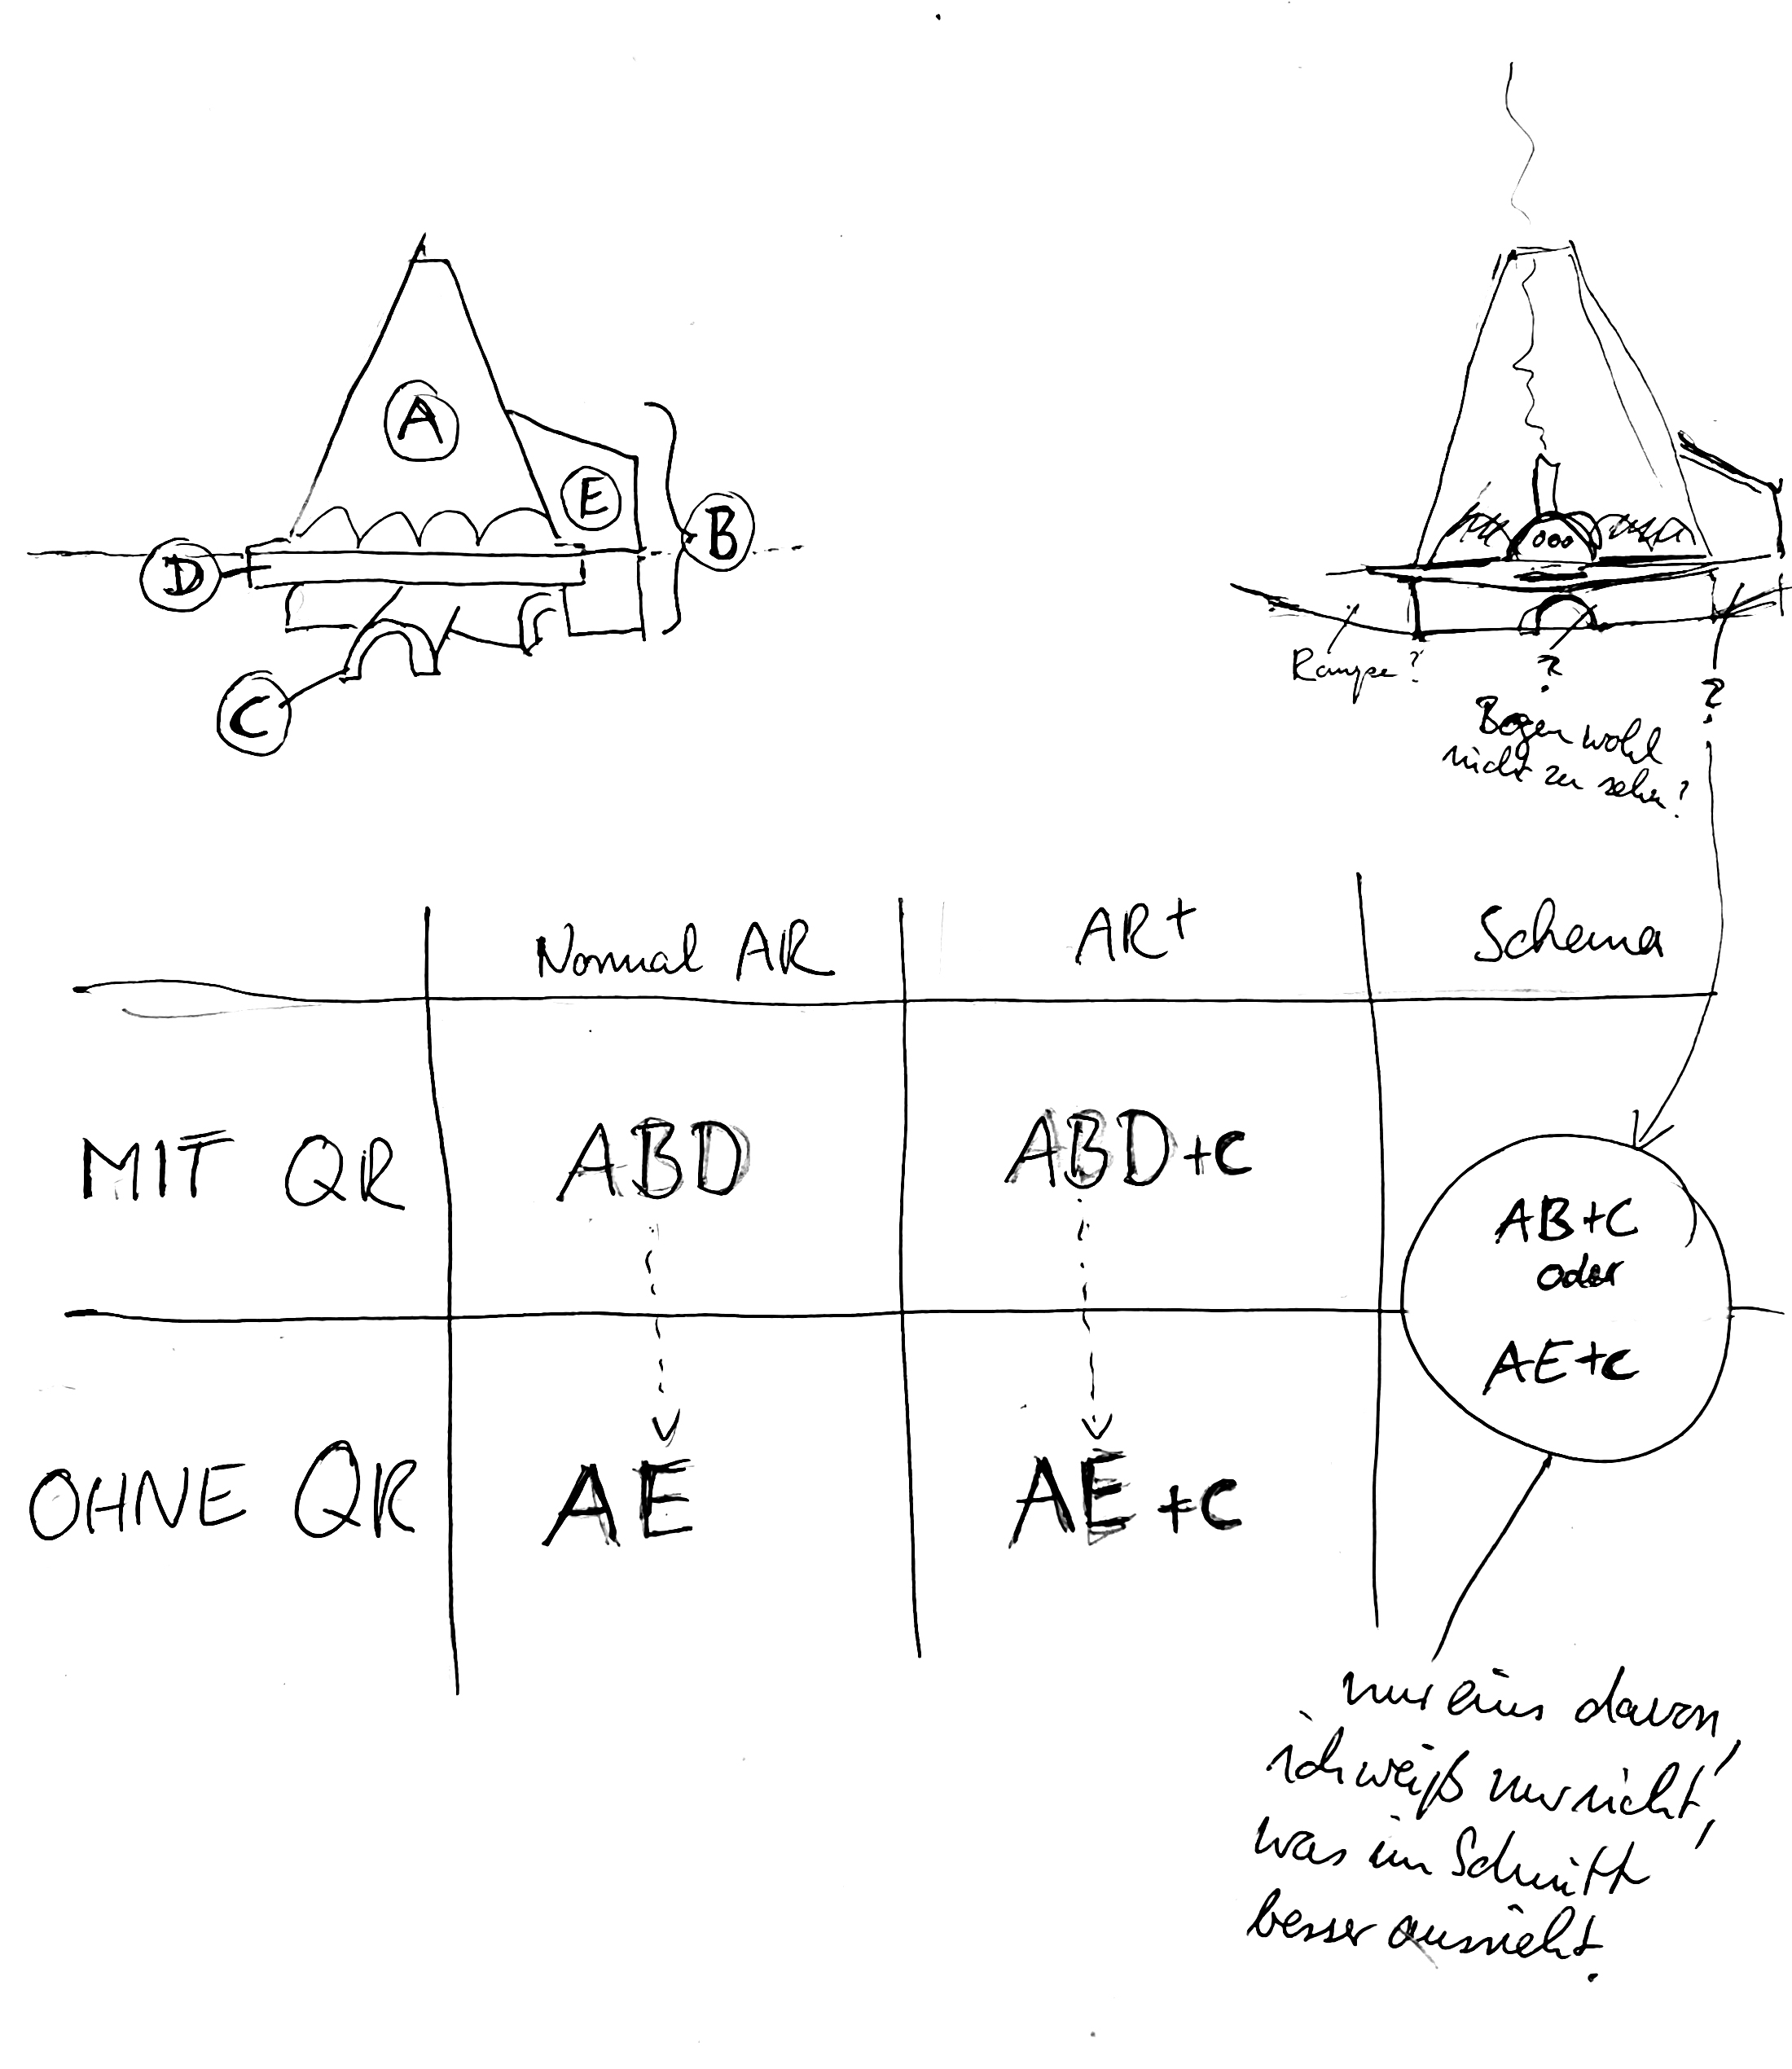 A
E
B
D
C
Rampe?
?
?
Bogen wohl
nicht zu sehen?
Normal AR
AR+
Schema
MIT QR
ABD
ABD+C
AB+C
oder
AE+C
OHNE QR
AE
AE+C
nur eins davon,
ich weiß nur nicht,
was im Schnitt
besser aussieht.